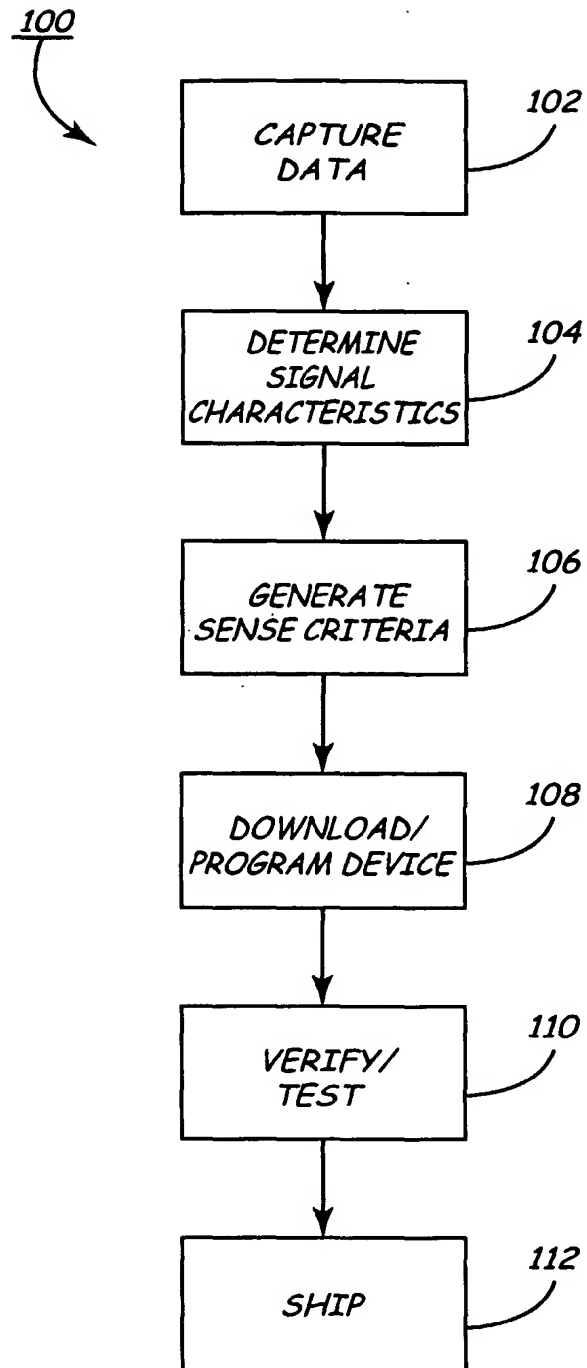 100
102
CAPTURE
DATA
104
DETERMINE
SIGNAL
CHARACTERISTICS
106
GENERATE
SENSE CRITERIA
108
DOWNLOAD/
PROGRAM DEVICE
110
VERIFY/
TEST
112
SHIP